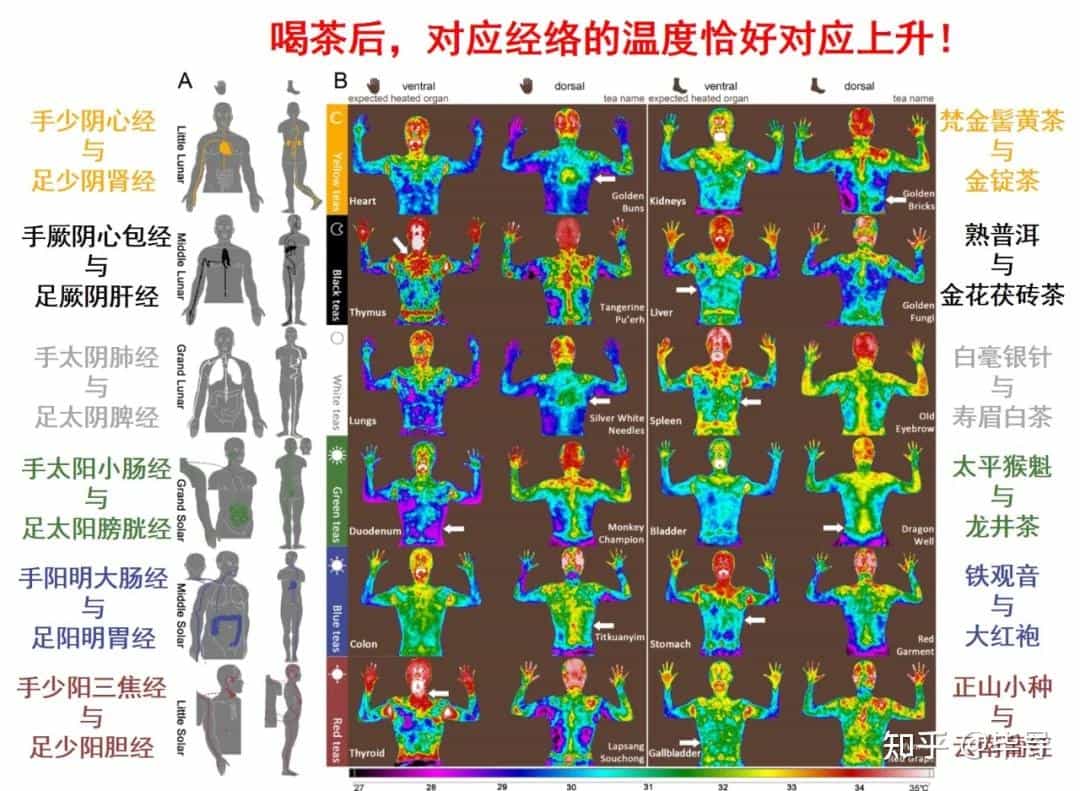 喝茶后，对应经络的温度恰好对应上升！
A
B
ventral
dorsal
ventral
dorsal
expected heated organ
tea name
expected heated organ
tea name
手少阴心经
与
足少阴肾经
Little Lunar
Yellow teas
Heart
Golden
Buns
Kidneys
Golden
Bricks
梵金髻黄茶
与
金锭茶
手厥阴心包经
与
足厥阴肝经
Middle Lunar
Black teas
Thymus
Tangerine
Pu'erh
Liver
Golden
Fungi
熟普洱
与
金花茯砖茶
手太阴肺经
与
足太阴脾经
Grand Lunar
White teas
Lungs
Silver White
Needles
Spleen
Old
Eyebrow
白毫银针
与
寿眉白茶
手太阳小肠经
与
足太阳膀胱经
Grand Solar
Green teas
Duodenum
Monkey
Champion
Bladder
Dragon
Well
太平猴魁
与
龙井茶
手阳明大肠经
与
足阳明胃经
Middle Solar
Blue teas
Colon
Titkuanyim
Stomach
Red
Garment
铁观音
与
大红袍
手少阳三焦经
与
足少阳胆经
Little Solar
Red teas
Thyroid
Lapsang
Souchong
Gallbladder
正山小种
与
知乎
27
28
29
30
31
32
33
34
35°C